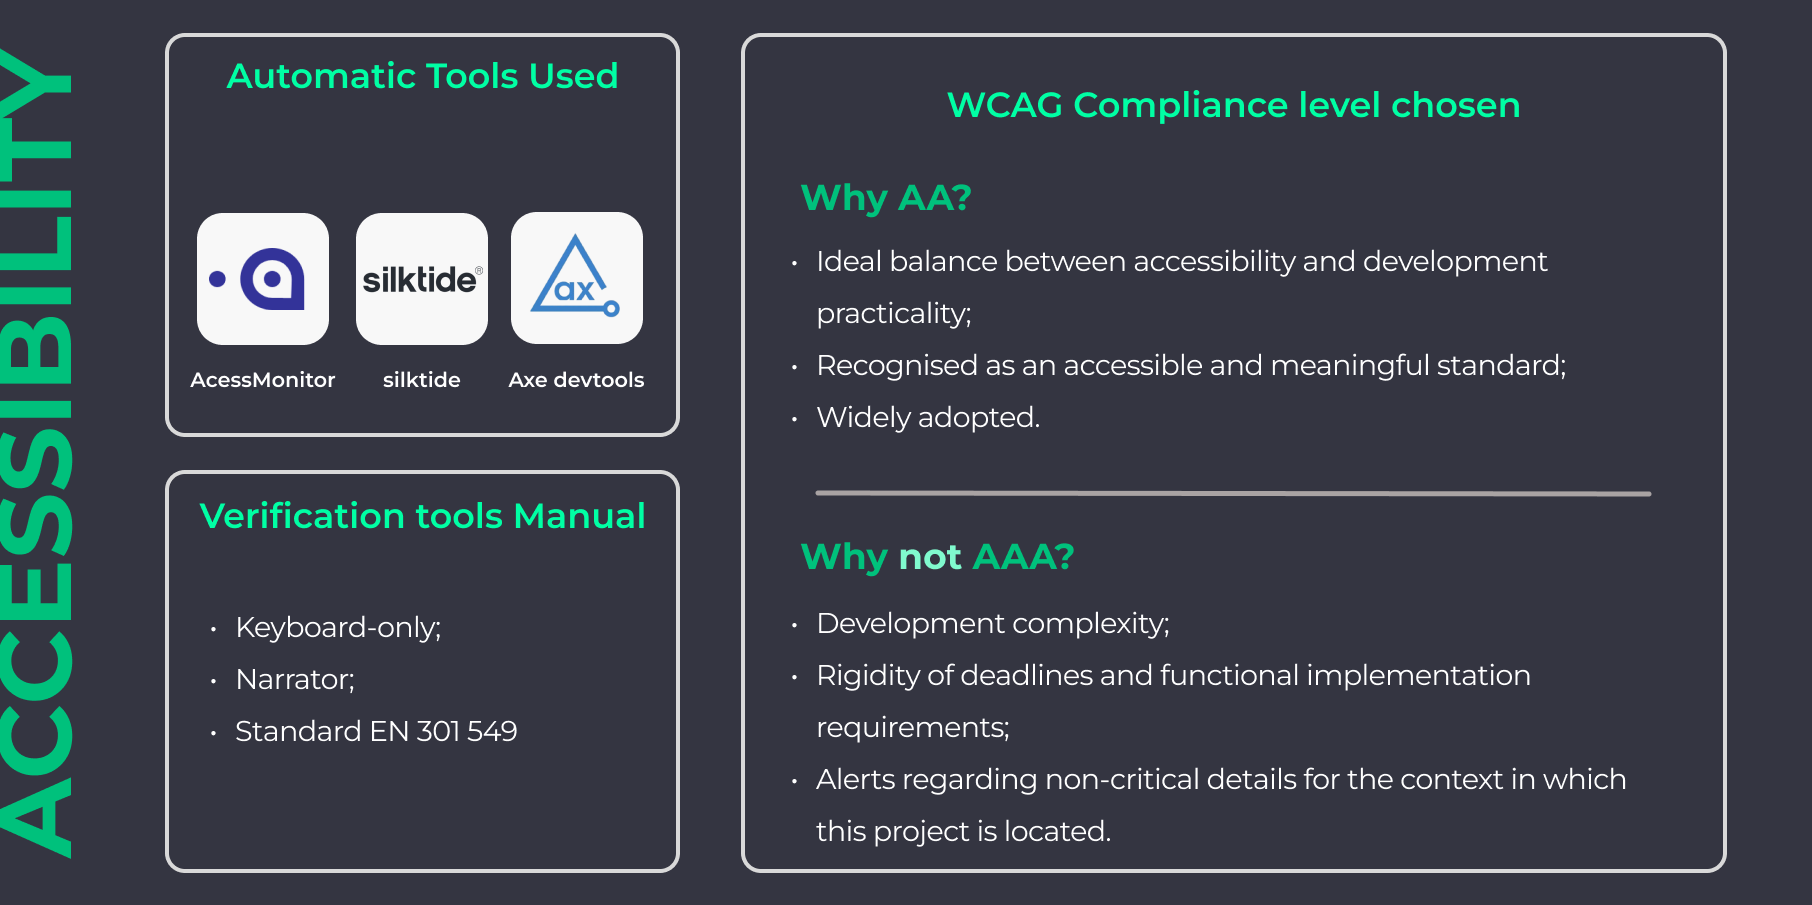 ACCESSIBILITY
Automatic Tools Used
silktide®
ax
AcessMonitor
silktide
Axe devtools
Verification tools Manual
• Keyboard-only;
• Narrator;
• Standard EN 301 549
WCAG Compliance level chosen
Why AA?
• Ideal balance between accessibility and development
practicality;
• Recognised as an accessible and meaningful standard;
• Widely adopted.
Why not AAA?
• Development complexity;
• Rigidity of deadlines and functional implementation
requirements;
• Alerts regarding non-critical details for the context in which
this project is located.